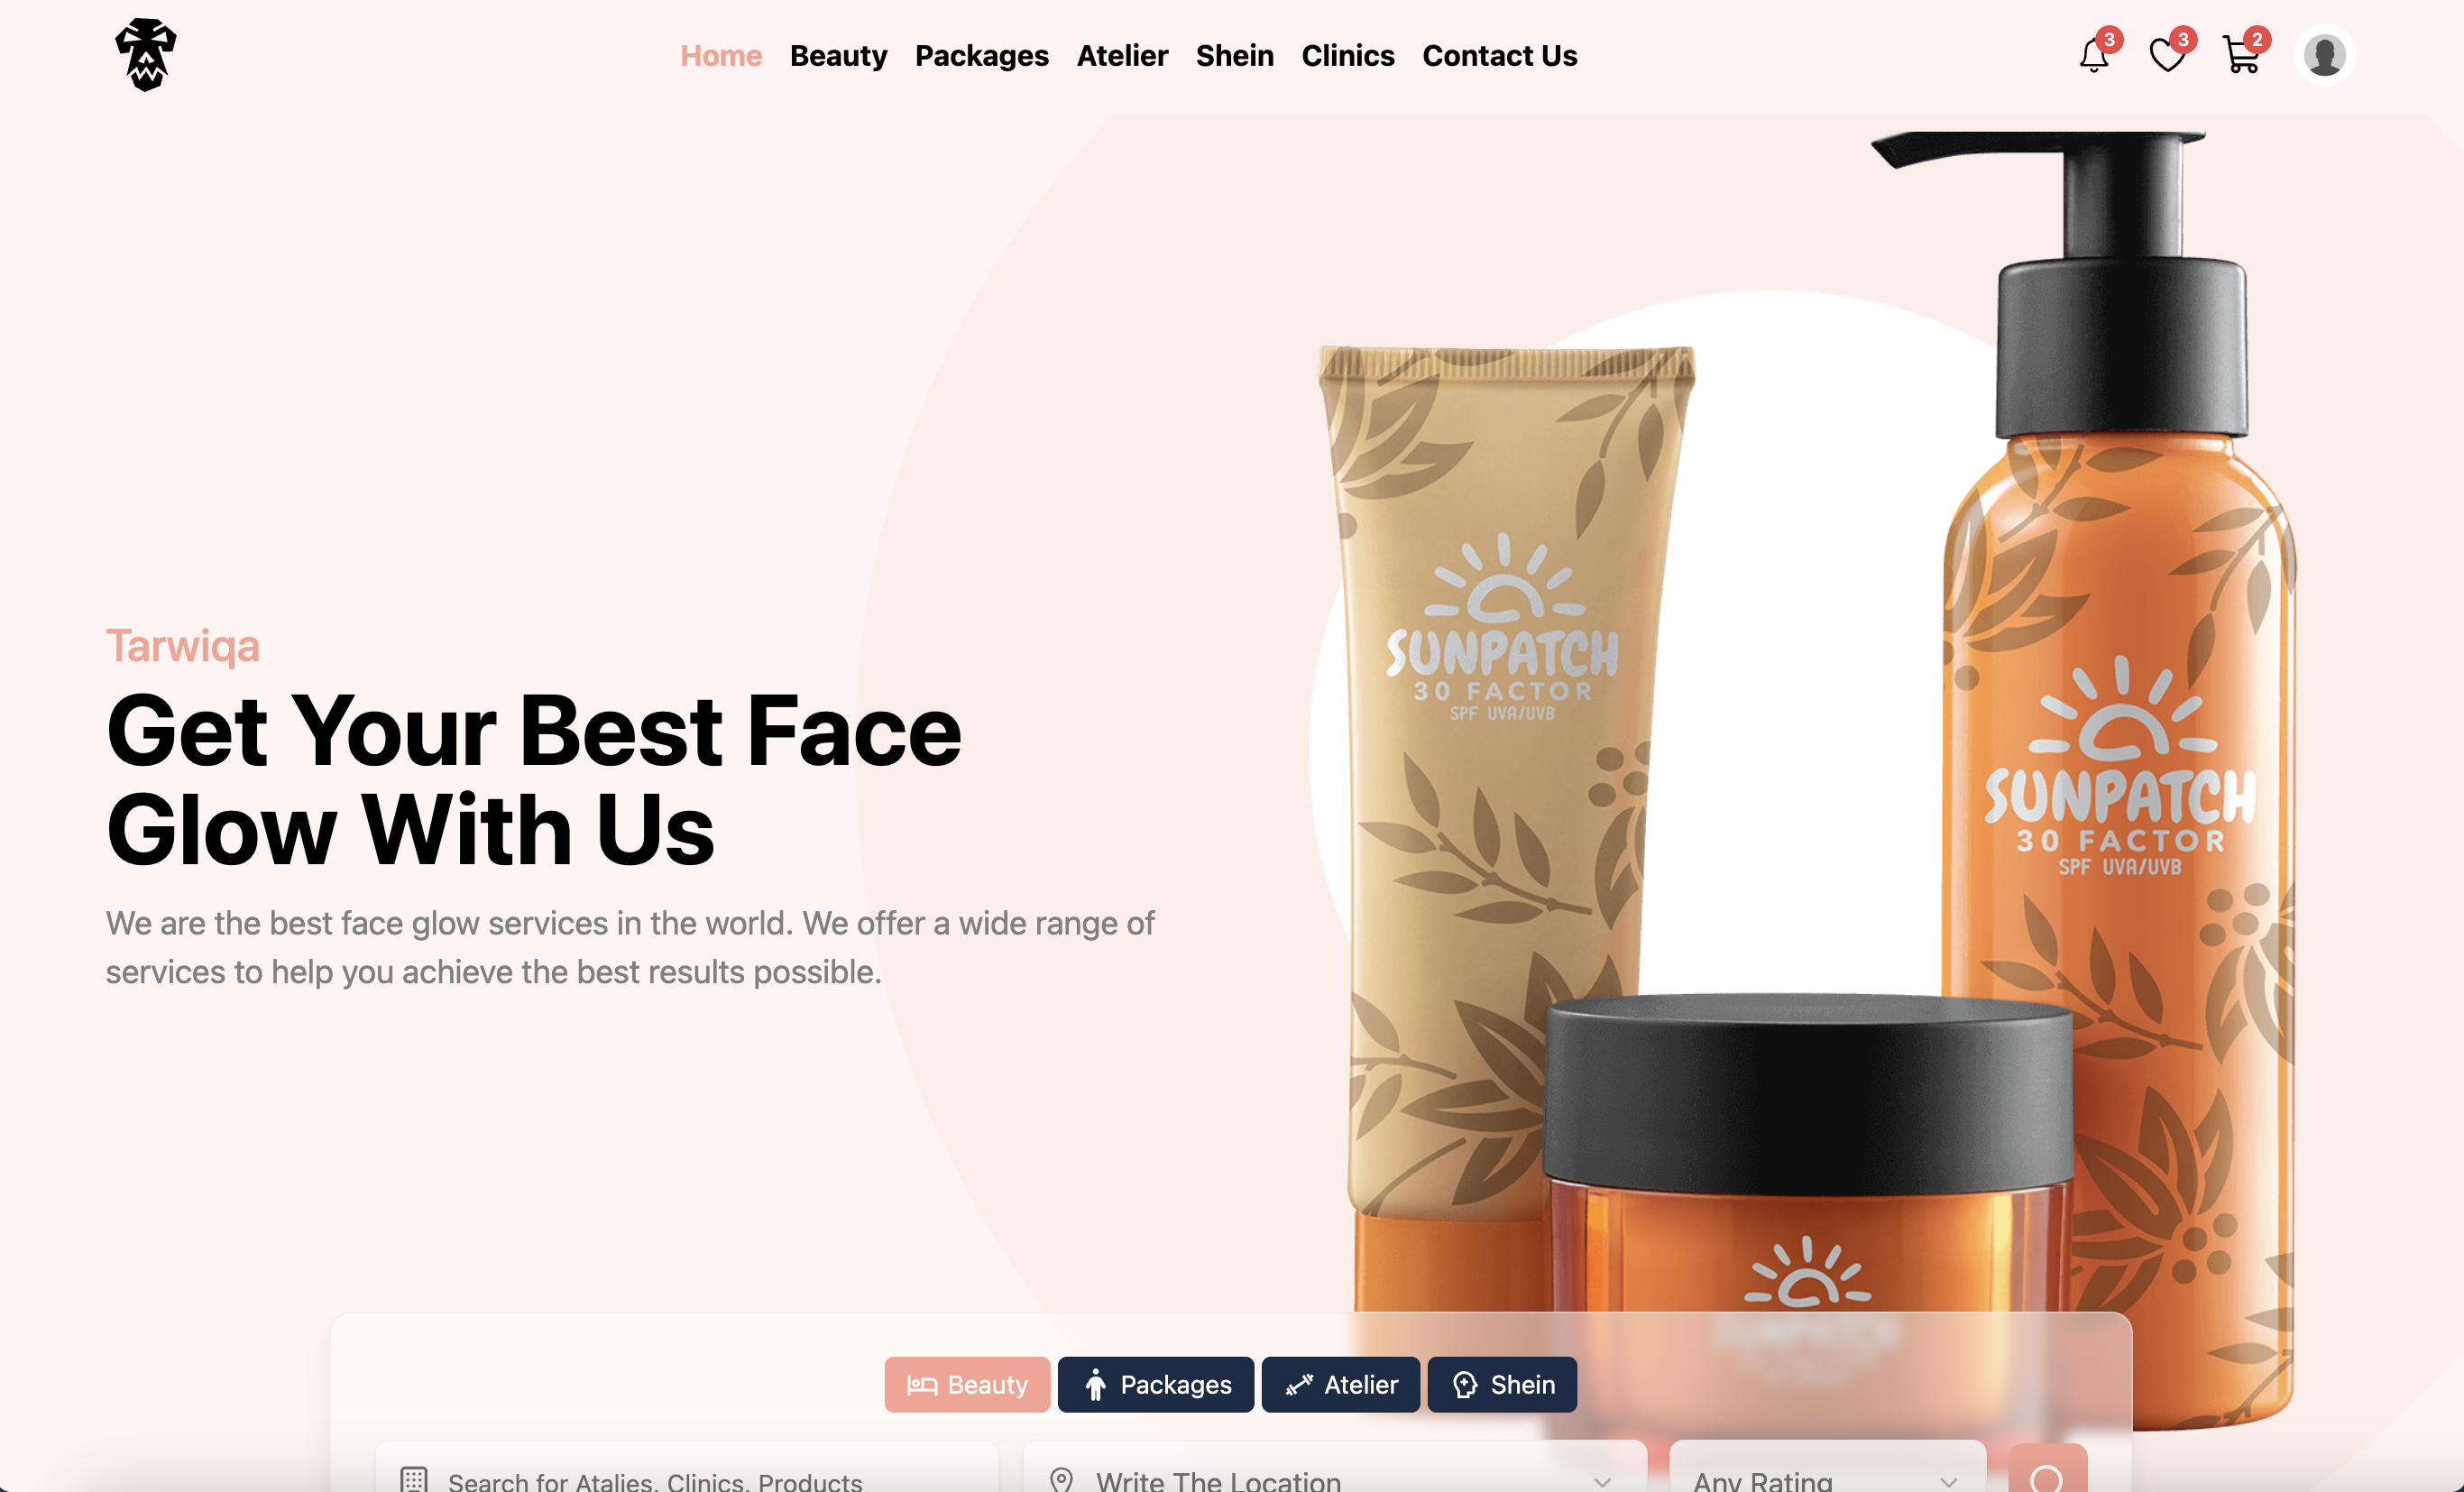 Home Beauty Packages Atelier Shein Clinics Contact Us
3 3 2
Tarwiqa
Get Your Best Face
Glow With Us
We are the best face glow services in the world. We offer a wide range of
services to help you achieve the best results possible.
SUNPATCH
30 FACTOR
SPF UVA/UVB
SUNPATCH
30 FACTOR
SPF UVA/UVB
Beauty Packages Atelier Shein
Search for Atalies, Clinics, Products Write The Location Any Rating